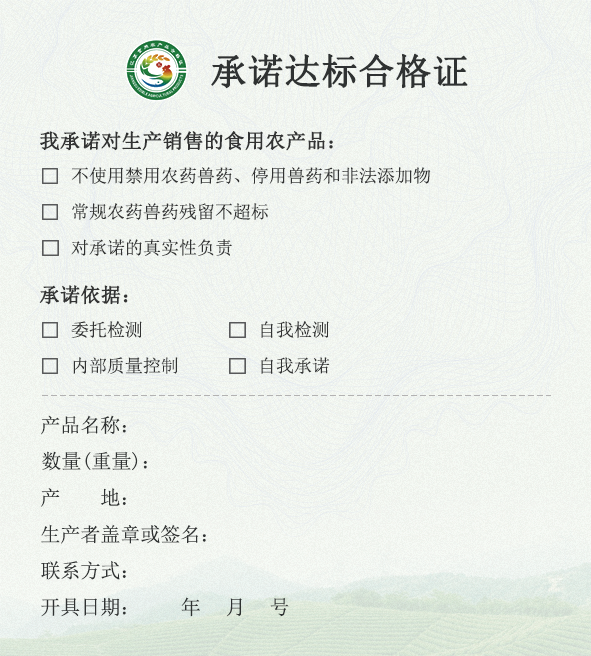 承诺达标合格证
我承诺对生产销售的食用农产品：
□ 不使用禁用农药兽药、停用兽药和非法添加物
□ 常规农药兽药残留不超标
□ 对承诺的真实性负责
承诺依据：
□ 委托检测 □ 自我检测
□ 内部质量控制 □ 自我承诺
产品名称：
数量(重量)：
产 地：
生产者盖章或签名：
联系方式：
开具日期： 年 月 号